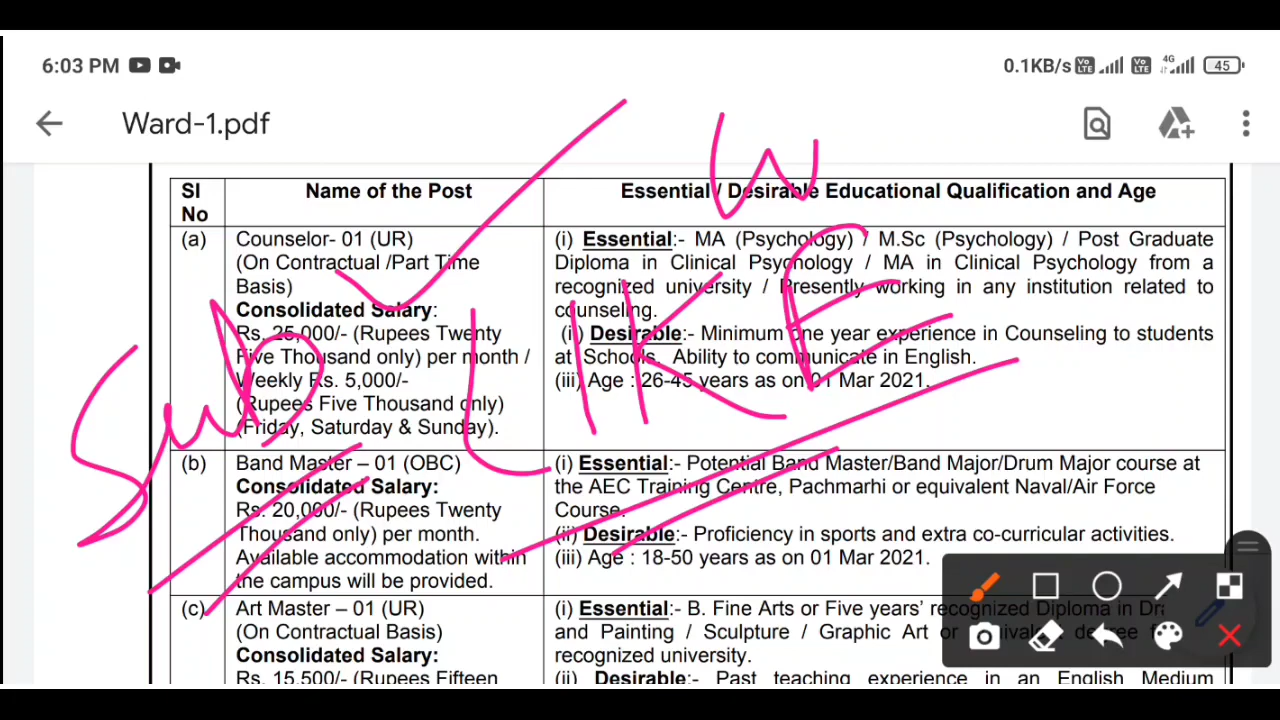 6:03 PM 0.1KB/s Vo LTE Vo LTE 4G 45
Ward-1.pdf
W
SI No Name of the Post Essential / Desirable Educational Qualification and Age
(a) Counselor- 01 (UR)
(On Contractual /Part Time
Basis)
Consolidated Salary:
Rs. 25,000/- (Rupees Twenty
Five Thousand only) per month /
Weekly Rs. 5,000/-
(Rupees Five Thousand only)
(Friday, Saturday & Sunday).
(i) Essential:- MA (Psychology) / M.Sc (Psychology) / Post Graduate
Diploma in Clinical Psychology / MA in Clinical Psychology from a
recognized university / Presently working in any institution related to
counseling.
(ii) Desirable:- Minimum one year experience in Counseling to students
at Schools. Ability to communicate in English.
(iii) Age : 26-45 years as on 01 Mar 2021.
SUB
LIKE
(b) Band Master – 01 (OBC)
Consolidated Salary:
Rs. 20,000/- (Rupees Twenty
Thousand only) per month.
Available accommodation within
the campus will be provided.
(i) Essential:- Potential Band Master/Band Major/Drum Major course at
the AEC Training Centre, Pachmarhi or equivalent Naval/Air Force
Course.
(ii) Desirable:- Proficiency in sports and extra co-curricular activities.
(iii) Age : 18-50 years as on 01 Mar 2021.
(c) Art Master – 01 (UR)
(On Contractual Basis)
Consolidated Salary:
Rs. 15,500/- (Rupees Fifteen
(i) Essential:- B. Fine Arts or Five years' recognized Diploma in
and Painting / Sculpture / Graphic Art or
recognized university.
(ii) Desirable:- Past teaching experience in an English Medium